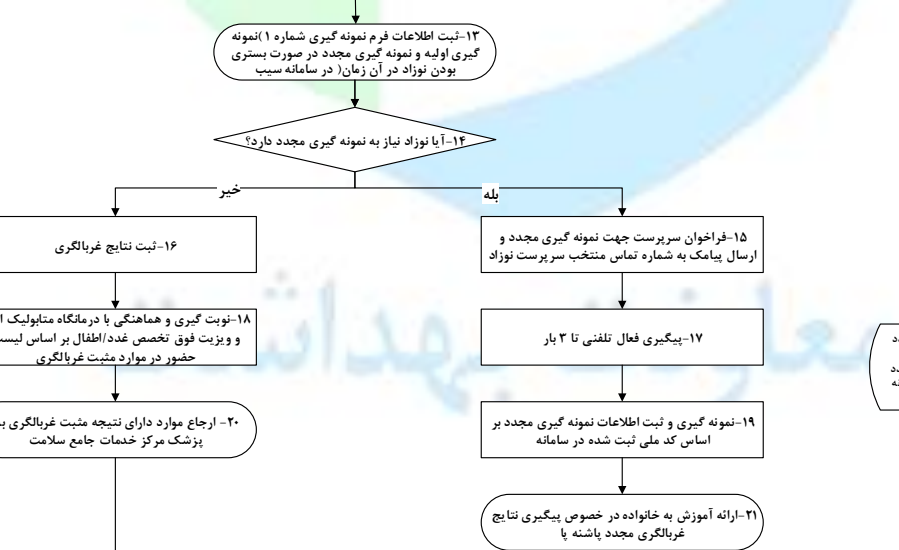 ۱۳-ثبت اطلاعات فرم نمونه گیری شماره ۱)نمونه
گیری اولیه و نمونه گیری مجدد در صورت بستری
بودن نوزاد در آن زمان( در سامانه سیب
۱۴-آیا نوزاد نیاز به نمونه گیری مجدد دارد؟
بله
خیر
۱۵-فراخوان سرپرست جهت نمونه گیری مجدد و
ارسال پیامک به شماره تماس منتخب سرپرست نوزاد
۱۶-ثبت نتایج غربالگری
۱۷-پیگیری فعال تلفنی تا ۳ بار
۱۸-نوبت گیری و هماهنگی با درمانگاه متابولیک
و ویزیت فوق تخصص غدد/اطفال بر اساس
حضور در موارد مثبت غربالگری
۱۹-نمونه گیری و ثبت اطلاعات نمونه گیری مجدد بر
اساس کد ملی ثبت شده در سامانه
۲۰- ارجاع موارد دارای نتیجه مثبت غربالگری
پزشک مرکز خدمات جامع سلامت
۲۱-ارائه آموزش به خانواده در خصوص پیگیری نتایج
غربالگری مجدد پاشنه پا
معاونت بهداشت